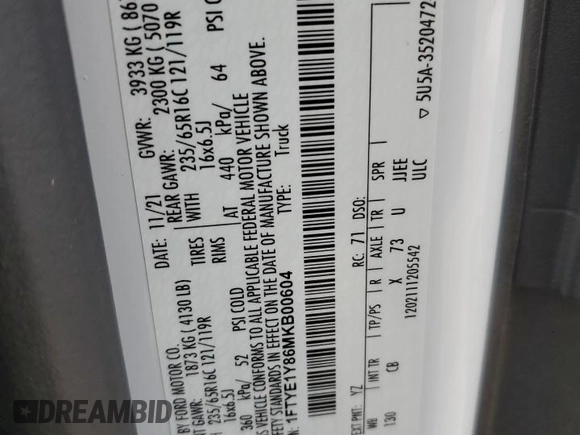 BY FORD MOTOR CO.
DATE: 11/21 GVWR: 3933 KG ( 86
NT GAWR: 1873 KG ( 4130 LB) REAR GAWR: 2300 KG ( 5070
H 235/65R16C 121/119R TIRES WITH 235/65R16C 121/119R
16x6.5J RIMS 16x6.5J
360 kPa/ 52 PSI COLD AT 440 kPa/ 64 PSI C
S VEHICLE CONFORMS TO ALL APPLICABLE FEDERAL MOTOR VEHICLE
SAFETY STANDARDS IN EFFECT ON THE DATE OF MANUFACTURE SHOWN ABOVE.
1FTYE1Y86MKB00604 TYPE: Truck
EXT PNT: YZ RC: 71 DSO:
WB INT TR TP/PS R AXLE TR SPR
130 CB X 73 U JJEE
1202111205542 ULC
▽ 5U5A-3520472
© DREAMBID